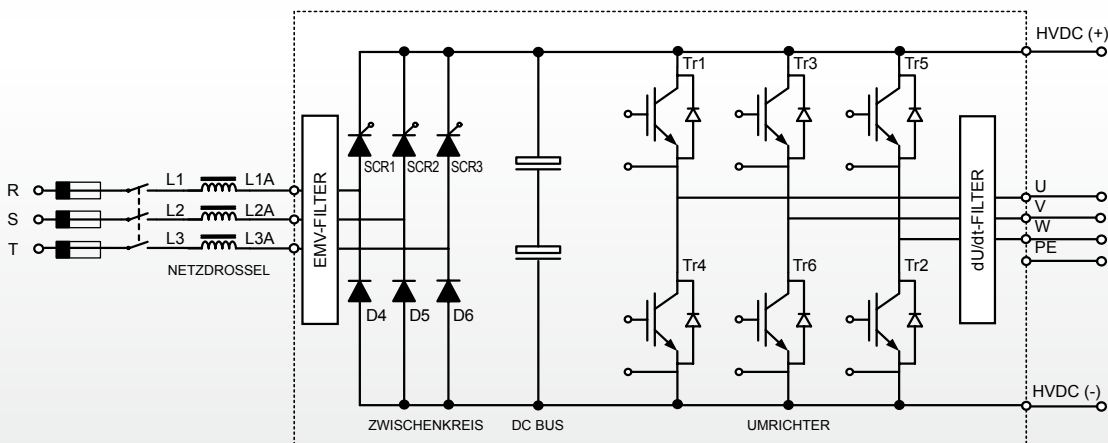 HVDC (+)
Tr1
Tr3
Tr5
SCR1
SCR2
SCR3
R
L1
L1A
U
S
L2
L2A
V
T
L3
L3A
W
PE
NETZDROSSEL
EMV-FILTER
dU/dt-FILTER
Tr4
Tr6
Tr2
D4
D5
D6
HVDC (-)
ZWISCHENKREIS
DC BUS
UMRICHTER